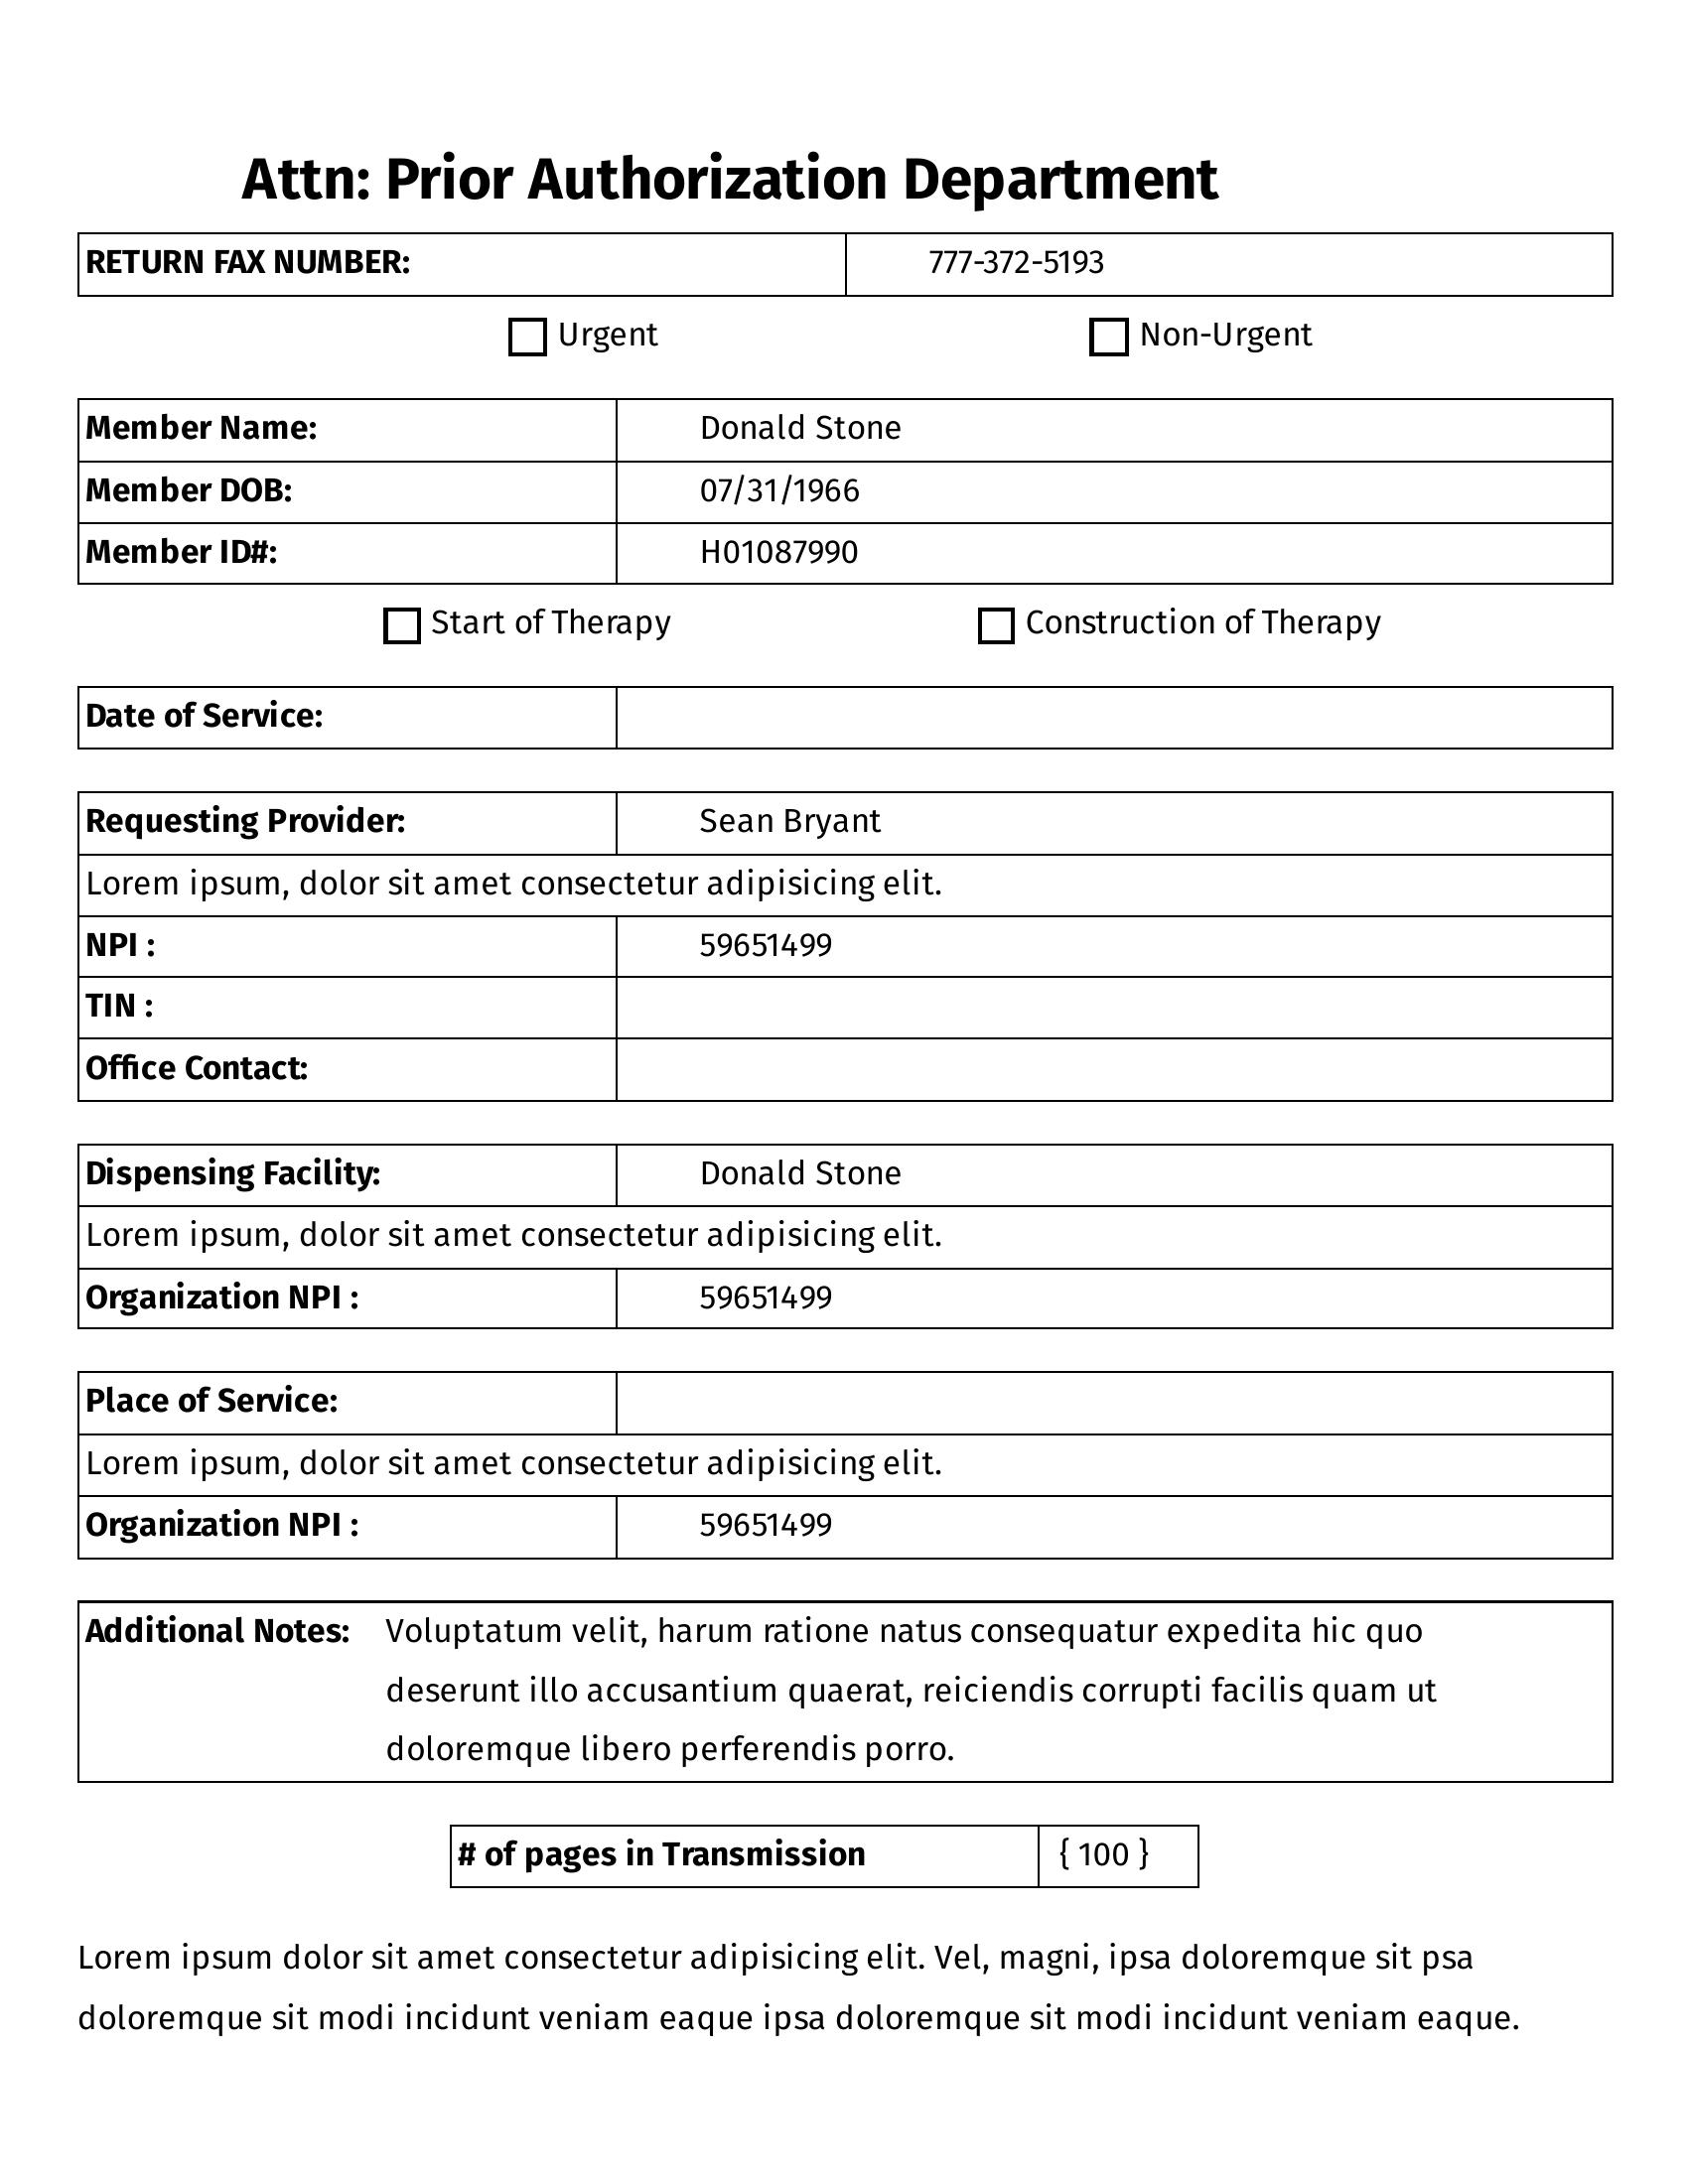 Attn: Prior Authorization Department
RETURN FAX NUMBER: 777-372-5193
Urgent Non-Urgent
Member Name: Donald Stone
Member DOB: 07/31/1966
Member ID#: H01087990
Start of Therapy Construction of Therapy
Date of Service:
Requesting Provider: Sean Bryant
Lorem ipsum, dolor sit amet consectetur adipisicing elit.
NPI : 59651499
TIN :
Office Contact:
Dispensing Facility: Donald Stone
Lorem ipsum, dolor sit amet consectetur adipisicing elit.
Organization NPI : 59651499
Place of Service:
Lorem ipsum, dolor sit amet consectetur adipisicing elit.
Organization NPI : 59651499
Additional Notes: Voluptatum velit, harum ratione natus consequatur expedita hic quo
deserunt illo accusantium quaerat, reiciendis corrupti facilis quam ut
doloremque libero perferendis porro.
# of pages in Transmission { 100 }
Lorem ipsum dolor sit amet consectetur adipisicing elit. Vel, magni, ipsa doloremque sit psa
doloremque sit modi incidunt veniam eaque ipsa doloremque sit modi incidunt veniam eaque.